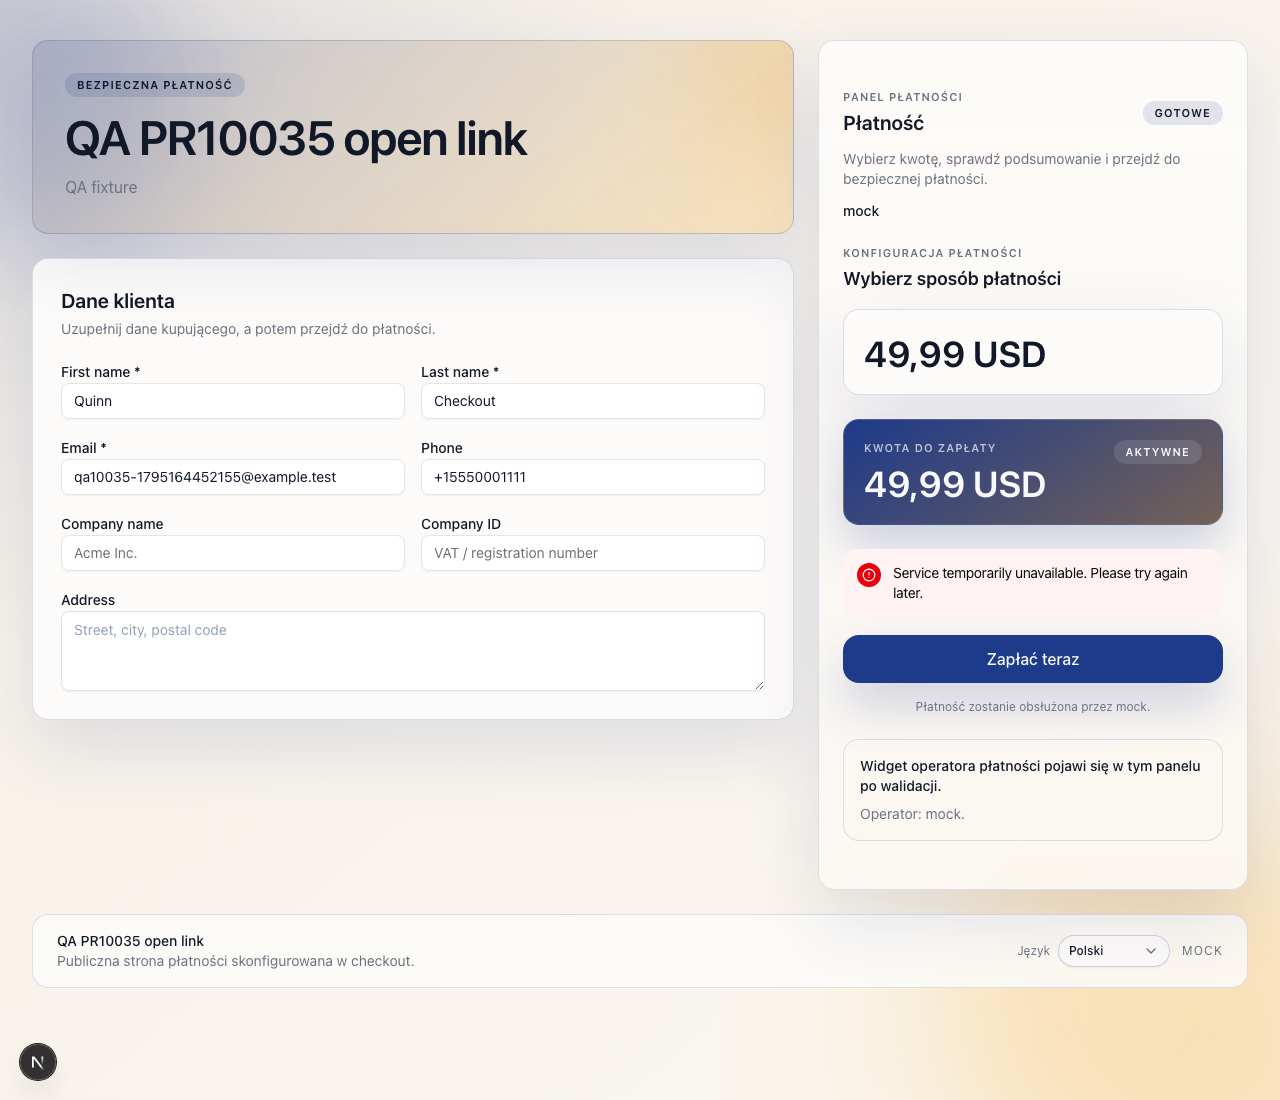 BEZPIECZNA PŁATNOŚĆ
QA PR10035 open link
QA fixture
Dane klienta
Uzupełnij dane kupującego, a potem przejdź do płatności.
First name *
Last name *
Quinn
Checkout
Email *
Phone
qa10035-1795164452155@example.test
+15550001111
Company name
Company ID
Acme Inc.
VAT / registration number
Address
Street, city, postal code
PANEL PŁATNOŚCI
Płatność
GOTOWE
Wybierz kwotę, sprawdź podsumowanie i przejdź do
bezpiecznej płatności.
mock
KONFIGURACJA PŁATNOŚCI
Wybierz sposób płatności
49,99 USD
KWOTA DO ZAPŁATY
AKTYWNE
49,99 USD
Service temporarily unavailable. Please try again
later.
Zapłać teraz
Płatność zostanie obsłużona przez mock.
Widget operatora płatności pojawi się w tym panelu
po walidacji.
Operator: mock.
QA PR10035 open link
Publiczna strona płatności skonfigurowana w checkout.
Język
Polski
MOCK
N